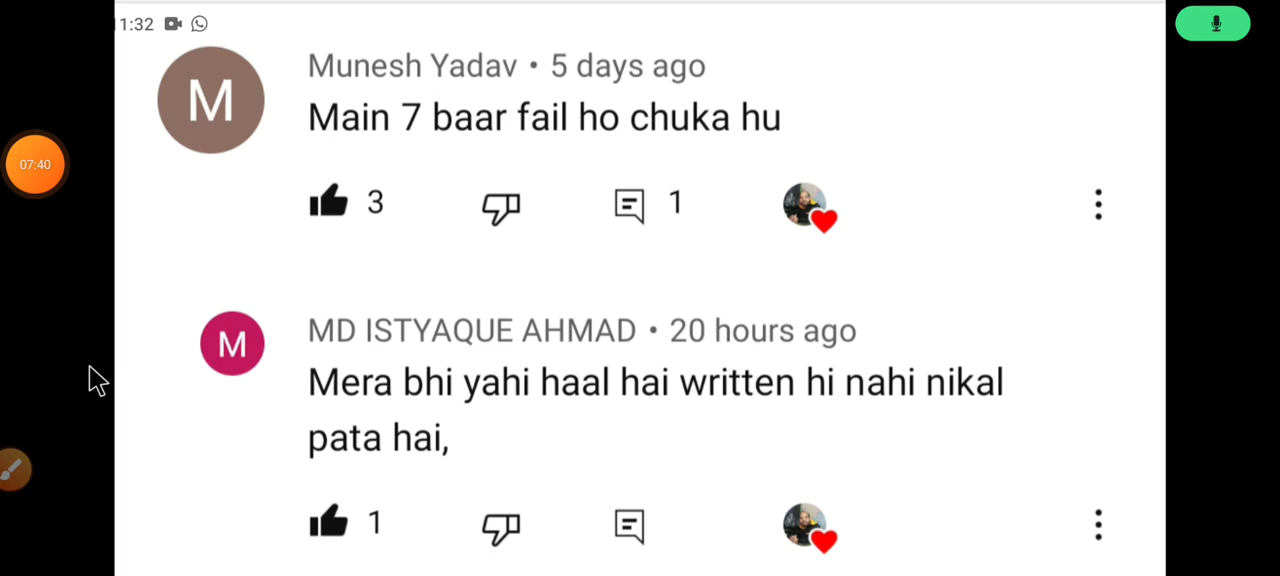 11:32
Munesh Yadav • 5 days ago
M
Main 7 baar fail ho chuka hu
07:40
3
1
MD ISTYAQUE AHMAD • 20 hours ago
M
Mera bhi yahi haal hai written hi nahi nikal
pata hai,
1